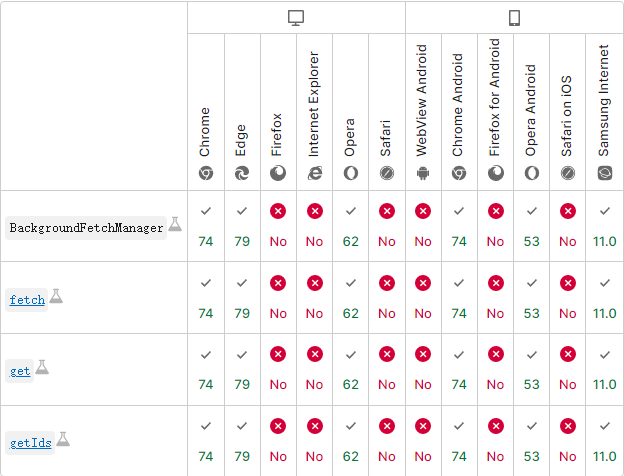 Chrome
Edge
Firefox
Internet Explorer
Opera
Safari
WebView Android
Chrome Android
Firefox for Android
Opera Android
Safari on iOS
Samsung Internet
BackgroundFetchManager
74 79 No No 62 No No 74 No 53 No 11.0
fetch
74 79 No No 62 No No 74 No 53 No 11.0
get
74 79 No No 62 No No 74 No 53 No 11.0
getIds
74 79 No No 62 No No 74 No 53 No 11.0